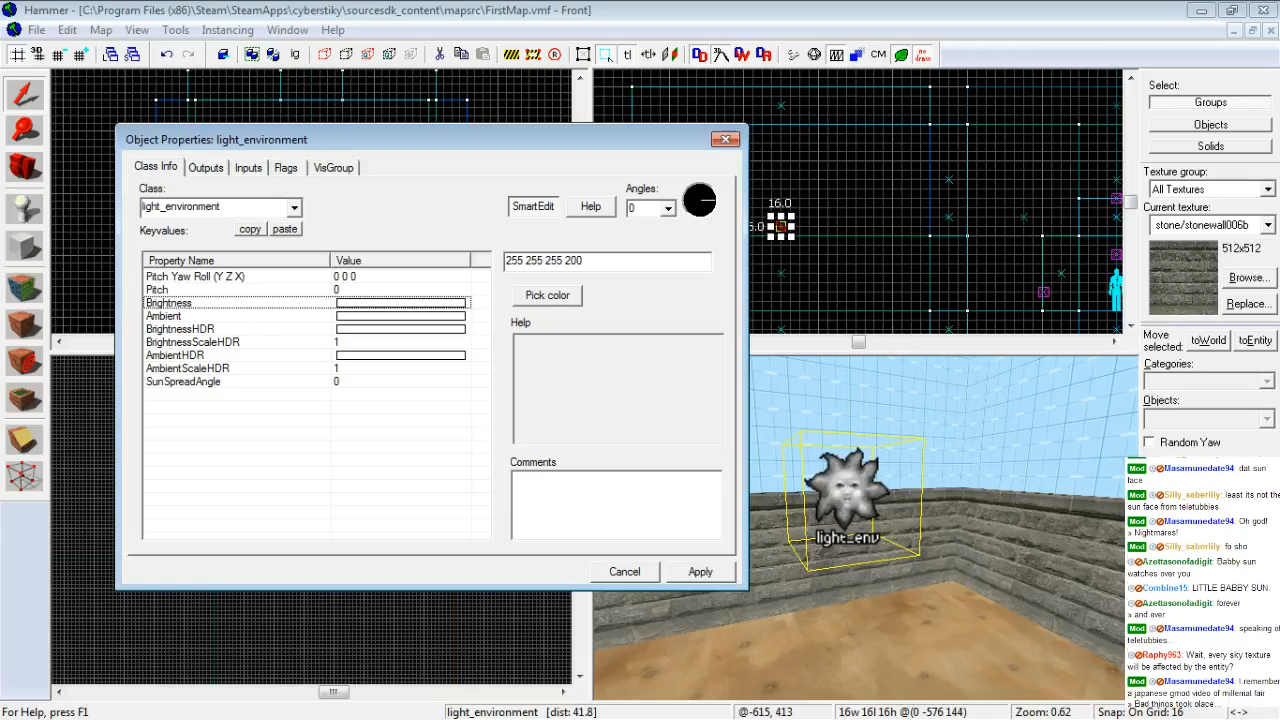 Hammer - [C:\Program Files (x86)\Steam\SteamApps\cyberstiky\sourcesdk_content\mapsrc\FirstMap.vmf - Front]
File Edit Map View Tools Instancing Window Help
Select:
Groups
Objects
Solids
Texture group:
All Textures
Current texture:
stone/stonewall006b
512x512
Browse...
Replace...
Move selected:
toWorld
toEntity
Categories:
Objects:
Random Yaw
Object Properties: light_environment
Class Info Outputs Inputs Flags VisGroup
Class:
light_environment
Keyvalues: copy paste
SmartEdit Help
Angles:
0
Property Name Value
Pitch Yaw Roll (Y Z X) 0 0 0
Pitch 0
Brightness
Ambient
BrightnessHDR
BrightnessScaleHDR 1
AmbientHDR
AmbientScaleHDR 1
SunSpreadAngle 0
255 255 255 200
Pick color
Help
Comments
Cancel Apply
16.0
light_env
Mod Masamunedate94: dat sun
face
Silly_saberlilly: least its not the
sun face from teletubbies
Mod Masamunedate94: Oh god!
» Nightmares!
Silly_saberlilly: fo sho
Azettasonofadigit: Babby sun
watches over you
Combine15: LITTLE BABBY SUN.
Azettasonofadigit: forever
» and ever
Mod Masamunedate94: speaking of
teletubbies...
Raphy963: Wait, every sky texture
will be affected by the entity?
Mod Masamunedate94: I remember
a japanese gmod video of millenial fair
» Bad things took place...
For Help, press F1
light_environment [dist: 41.8]
@-615, 413
16w 16l 16h @(0 -576 144)
Zoom: 0.62
Snap: On Grid: 16
<->